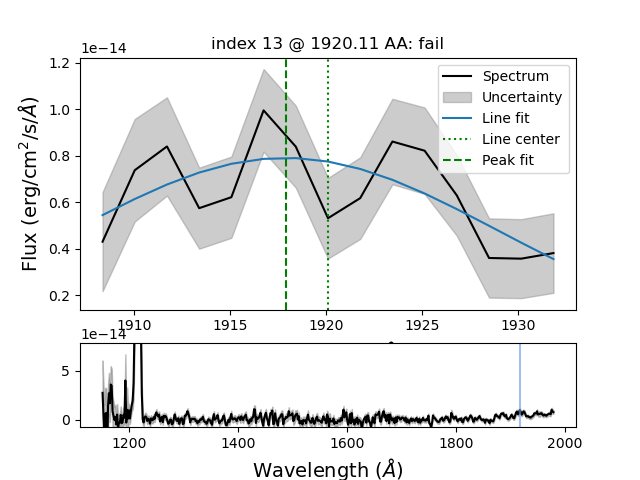 index 13 @ 1920.11 AA: fail
1e−14
1.2
1.0
0.8
0.6
0.4
0.2
Flux (erg/cm²/s/Å)
Spectrum
Uncertainty
Line fit
Line center
Peak fit
1910 1915 1920 1925 1930
1e−14
5
0
1200 1400 1600 1800 2000
Wavelength (Å)